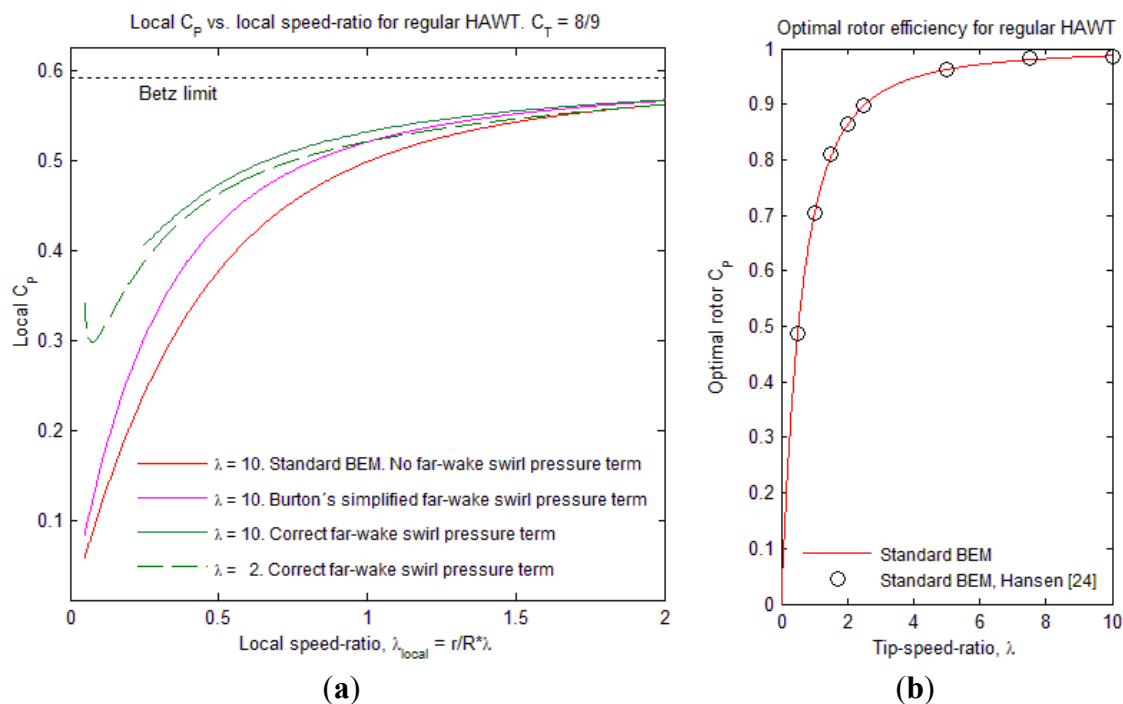 Local C_P vs. local speed-ratio for regular HAWT. C_T = 8/9
0.6
0.5
0.4
0.3
0.2
0.1
Betz limit
Local C_P
λ = 10. Standard BEM. No far-wake swirl pressure term
λ = 10. Burton´s simplified far-wake swirl pressure term
λ = 10. Correct far-wake swirl pressure term
λ = 2. Correct far-wake swirl pressure term
0 0.5 1 1.5 2
Local speed-ratio, λ_local = r/R*λ
(a)
Optimal rotor efficiency for regular HAWT
1
0.9
0.8
0.7
0.6
0.5
0.4
0.3
0.2
0.1
0
Optimal rotor C_P
Standard BEM
Standard BEM, Hansen [24]
0 2 4 6 8 10
Tip-speed-ratio, λ
(b)